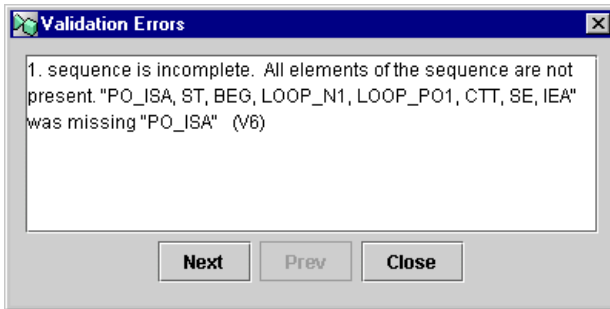 Validation Errors
1. sequence is incomplete. All elements of the sequence are not
present. "PO_ISA, ST, BEG, LOOP_N1, LOOP_PO1, CTT, SE, IEA"
was missing "PO_ISA" (V6)
Next Prev Close